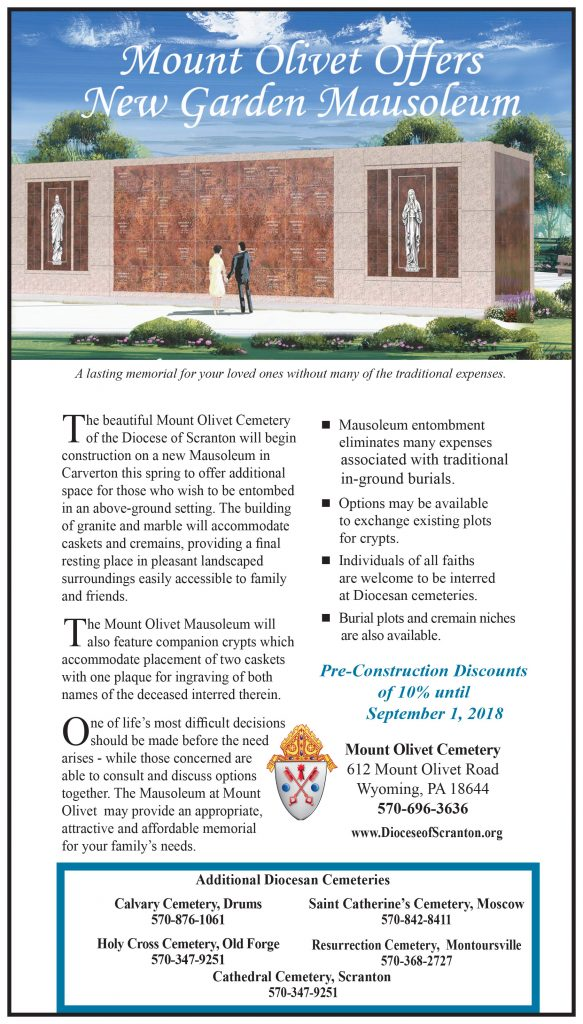 Mount Olivet Offers
New Garden Mausoleum
A lasting memorial for your loved ones without many of the traditional expenses.
The beautiful Mount Olivet Cemetery
of the Diocese of Scranton will begin
construction on a new Mausoleum in
Carverton this spring to offer additional
space for those who wish to be entombed
in an above-ground setting. The building
of granite and marble will accommodate
caskets and cremains, providing a final
resting place in pleasant landscaped
surroundings easily accessible to family
and friends.
The Mount Olivet Mausoleum will
also feature companion crypts which
accommodate placement of two caskets
with one plaque for ingraving of both
names of the deceased interred therein.
One of life's most difficult decisions
should be made before the need
arises - while those concerned are
able to consult and discuss options
together. The Mausoleum at Mount
Olivet may provide an appropriate,
attractive and affordable memorial
for your family's needs.
■ Mausoleum entombment
eliminates many expenses
associated with traditional
in-ground burials.
■ Options may be available
to exchange existing plots
for crypts.
■ Individuals of all faiths
are welcome to be interred
at Diocesan cemeteries.
■ Burial plots and cremain niches
are also available.
Pre-Construction Discounts
of 10% until
September 1, 2018
Mount Olivet Cemetery
612 Mount Olivet Road
Wyoming, PA 18644
570-696-3636
www.DioceseofScranton.org
Additional Diocesan Cemeteries
Calvary Cemetery, Drums
570-876-1061
Saint Catherine's Cemetery, Moscow
570-842-8411
Holy Cross Cemetery, Old Forge
570-347-9251
Resurrection Cemetery, Montoursville
570-368-2727
Cathedral Cemetery, Scranton
570-347-9251